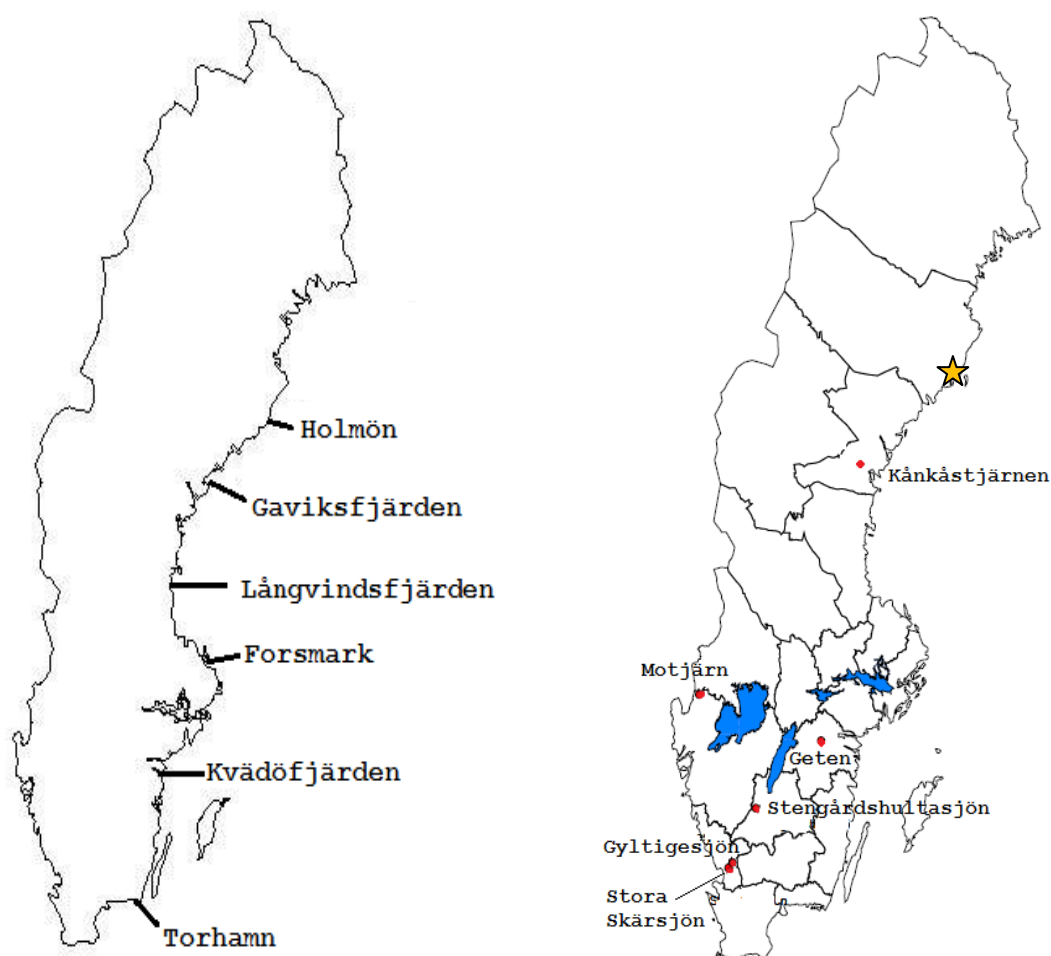 Holmön
Gaviksfjärden
Långvindsfjärden
Forsmark
Kvädöfjärden
Torhamn
Kånkåstjärnen
Motjärn
Geten
Stengårdshultasjön
Gyltigesjön
Stora
Skärsjön